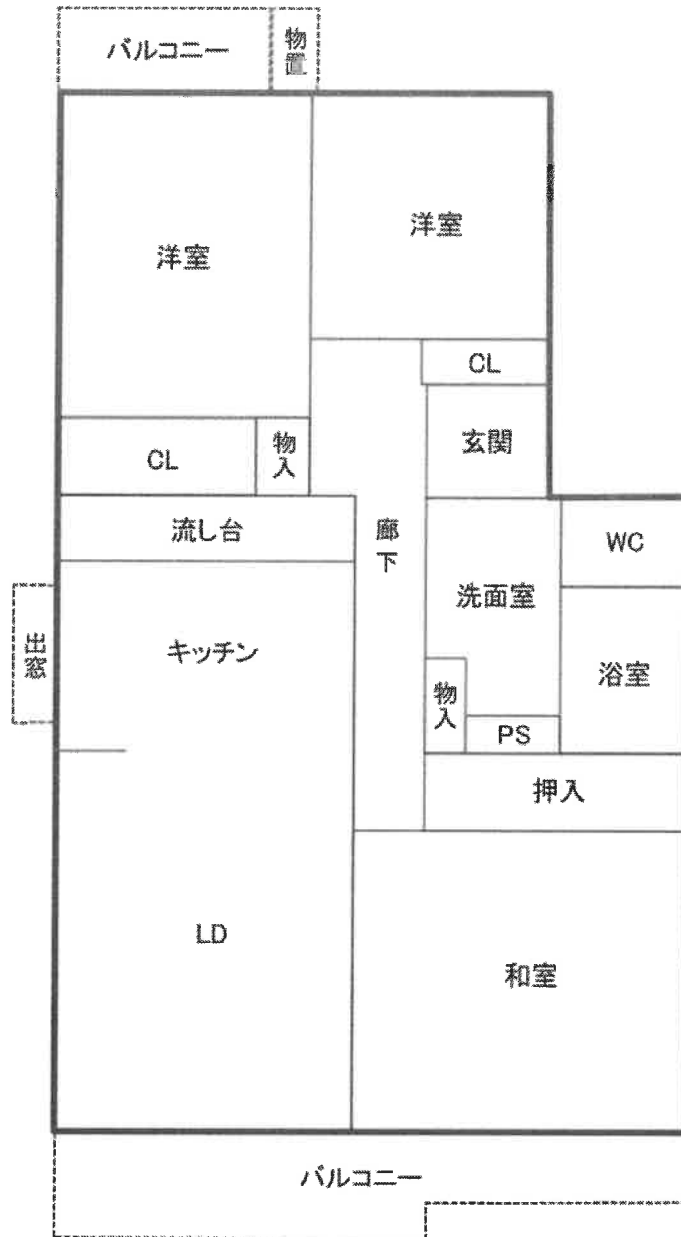 バルコニー
物置
洋室
洋室
CL
玄関
CL
物入
流し台
廊下
WC
洗面室
出窓
キッチン
浴室
物入
PS
押入
LD
和室
バルコニー